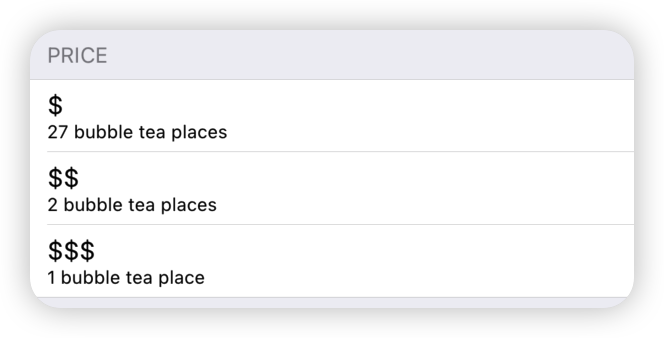 PRICE
$
27 bubble tea places
$$
2 bubble tea places
$$$
1 bubble tea place